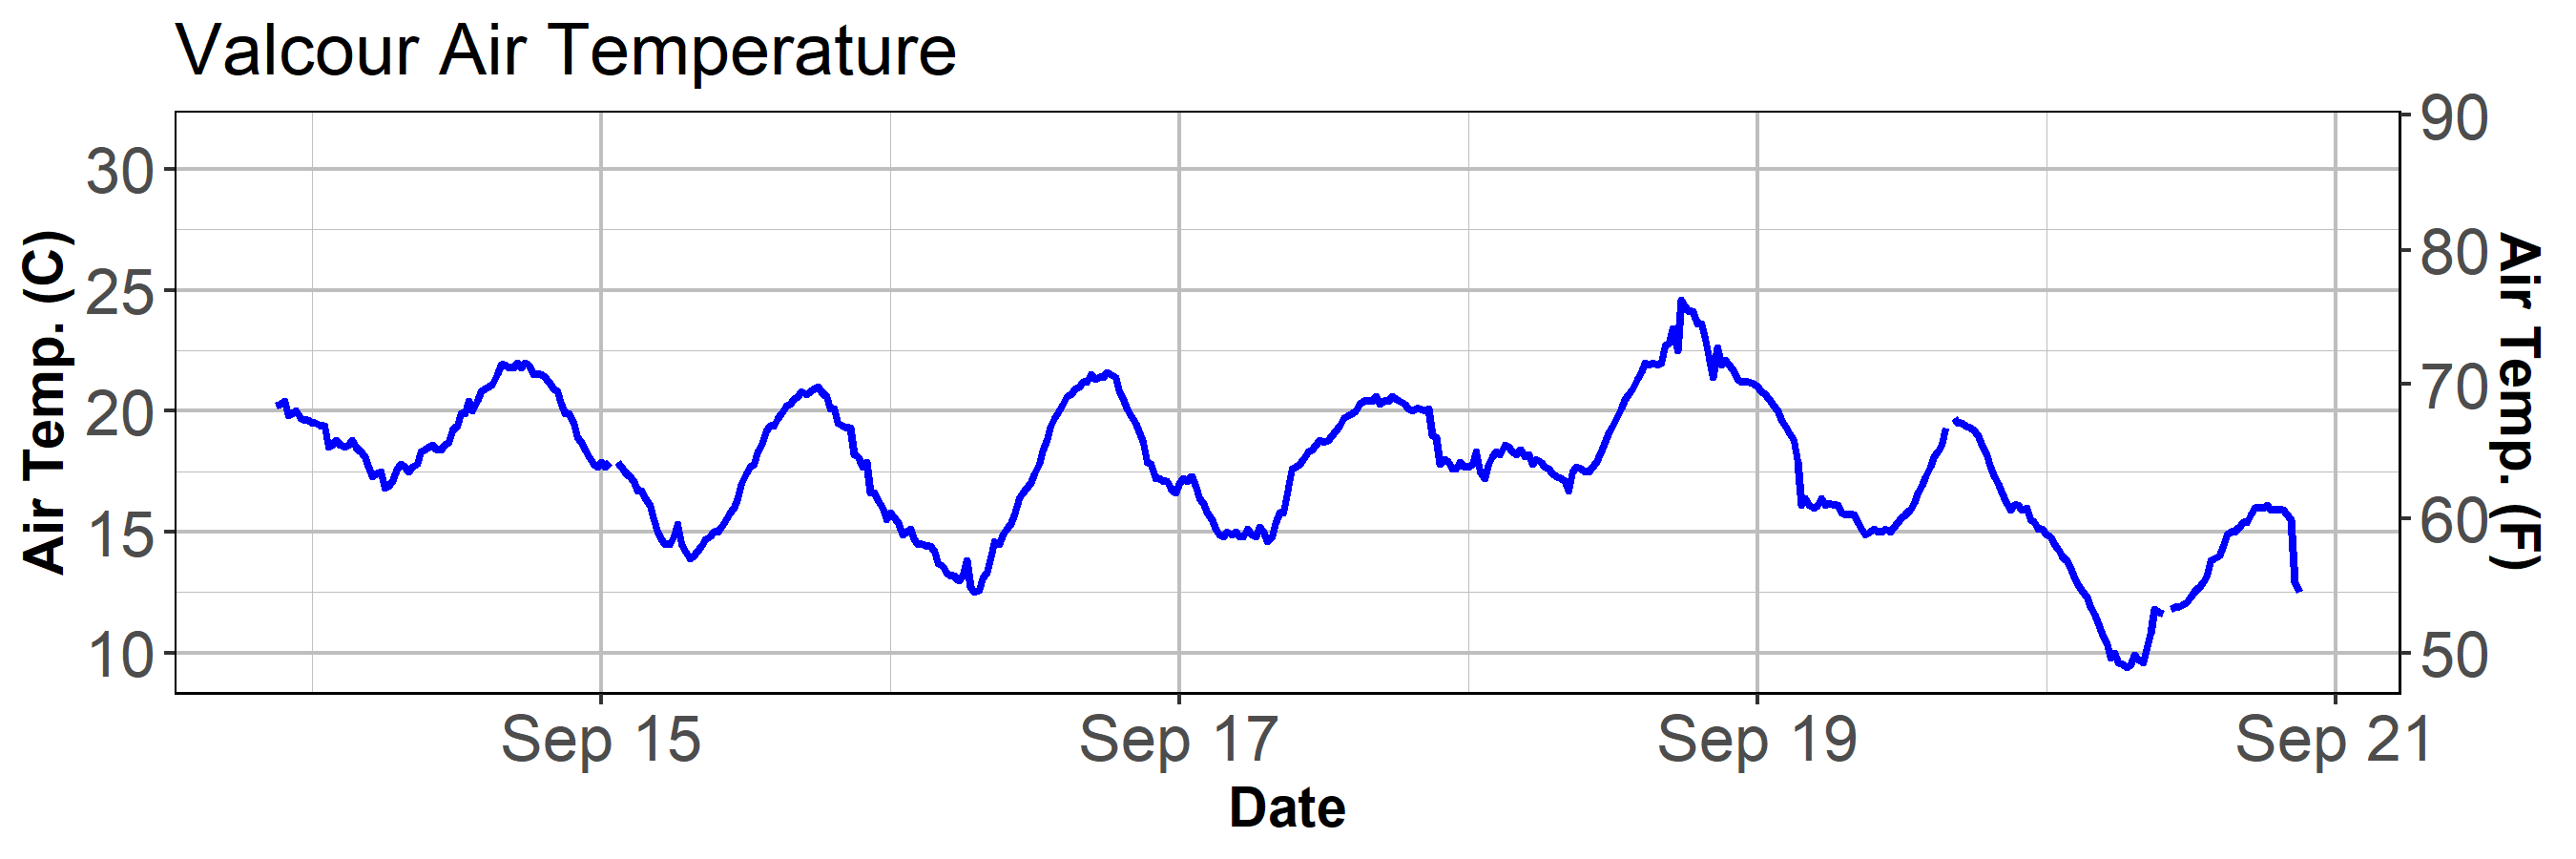 Valcour Air Temperature
Air Temp. (C)
30
25
20
15
10
90
80
70
60
50
Air Temp. (F)
Sep 15
Sep 17
Sep 19
Sep 21
Date